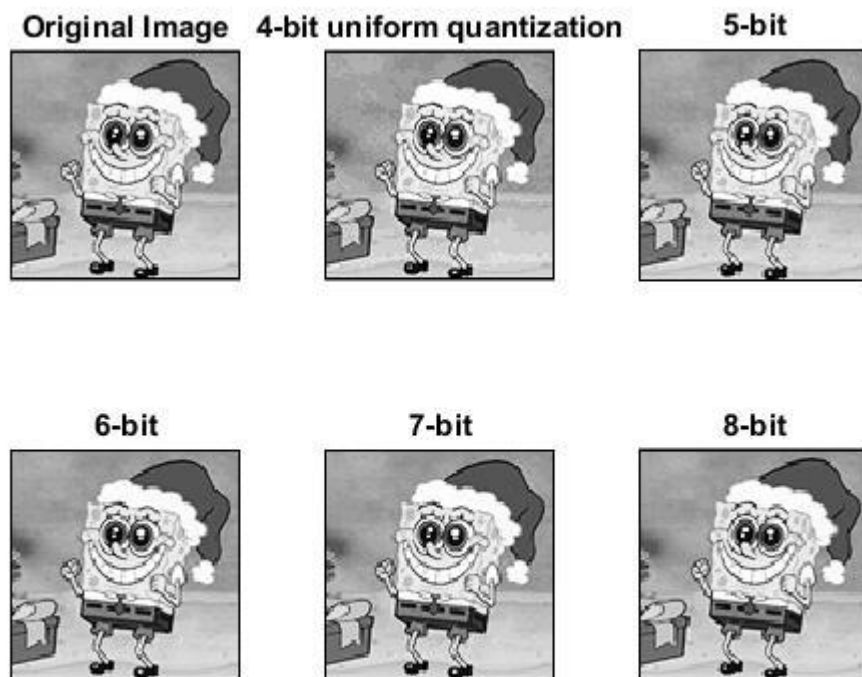 Original Image
4-bit uniform quantization
5-bit
6-bit
7-bit
8-bit